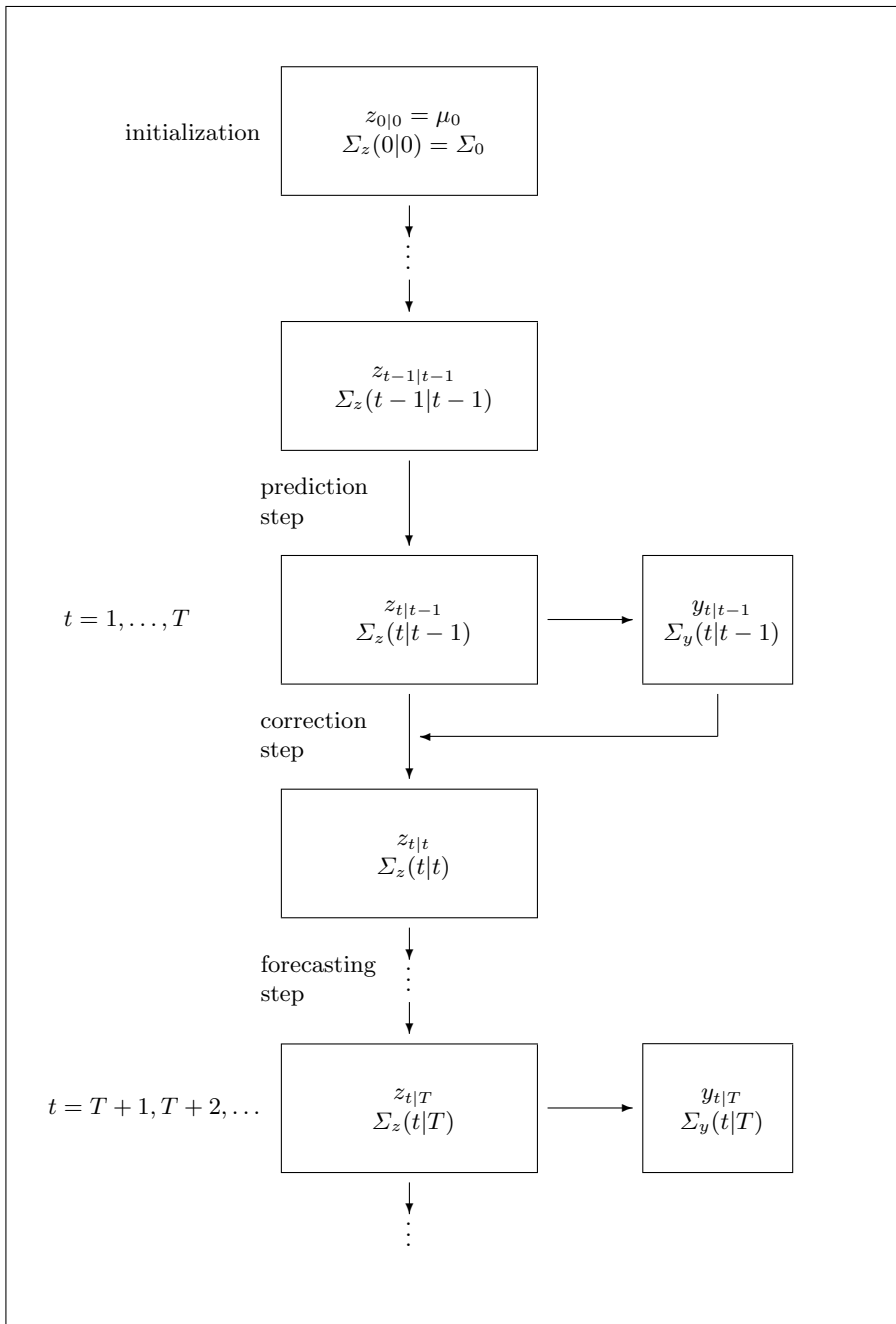 initialization
z_{0|0} = μ_0
Σ_z(0|0) = Σ_0
⋮
z_{t−1|t−1}
Σ_z(t − 1|t − 1)
prediction
step
t = 1, . . . , T
z_{t|t−1}
Σ_z(t|t − 1)
y_{t|t−1}
Σ_y(t|t − 1)
correction
step
z_{t|t}
Σ_z(t|t)
forecasting
step
⋮
t = T + 1, T + 2, . . .
z_{t|T}
Σ_z(t|T)
y_{t|T}
Σ_y(t|T)
⋮